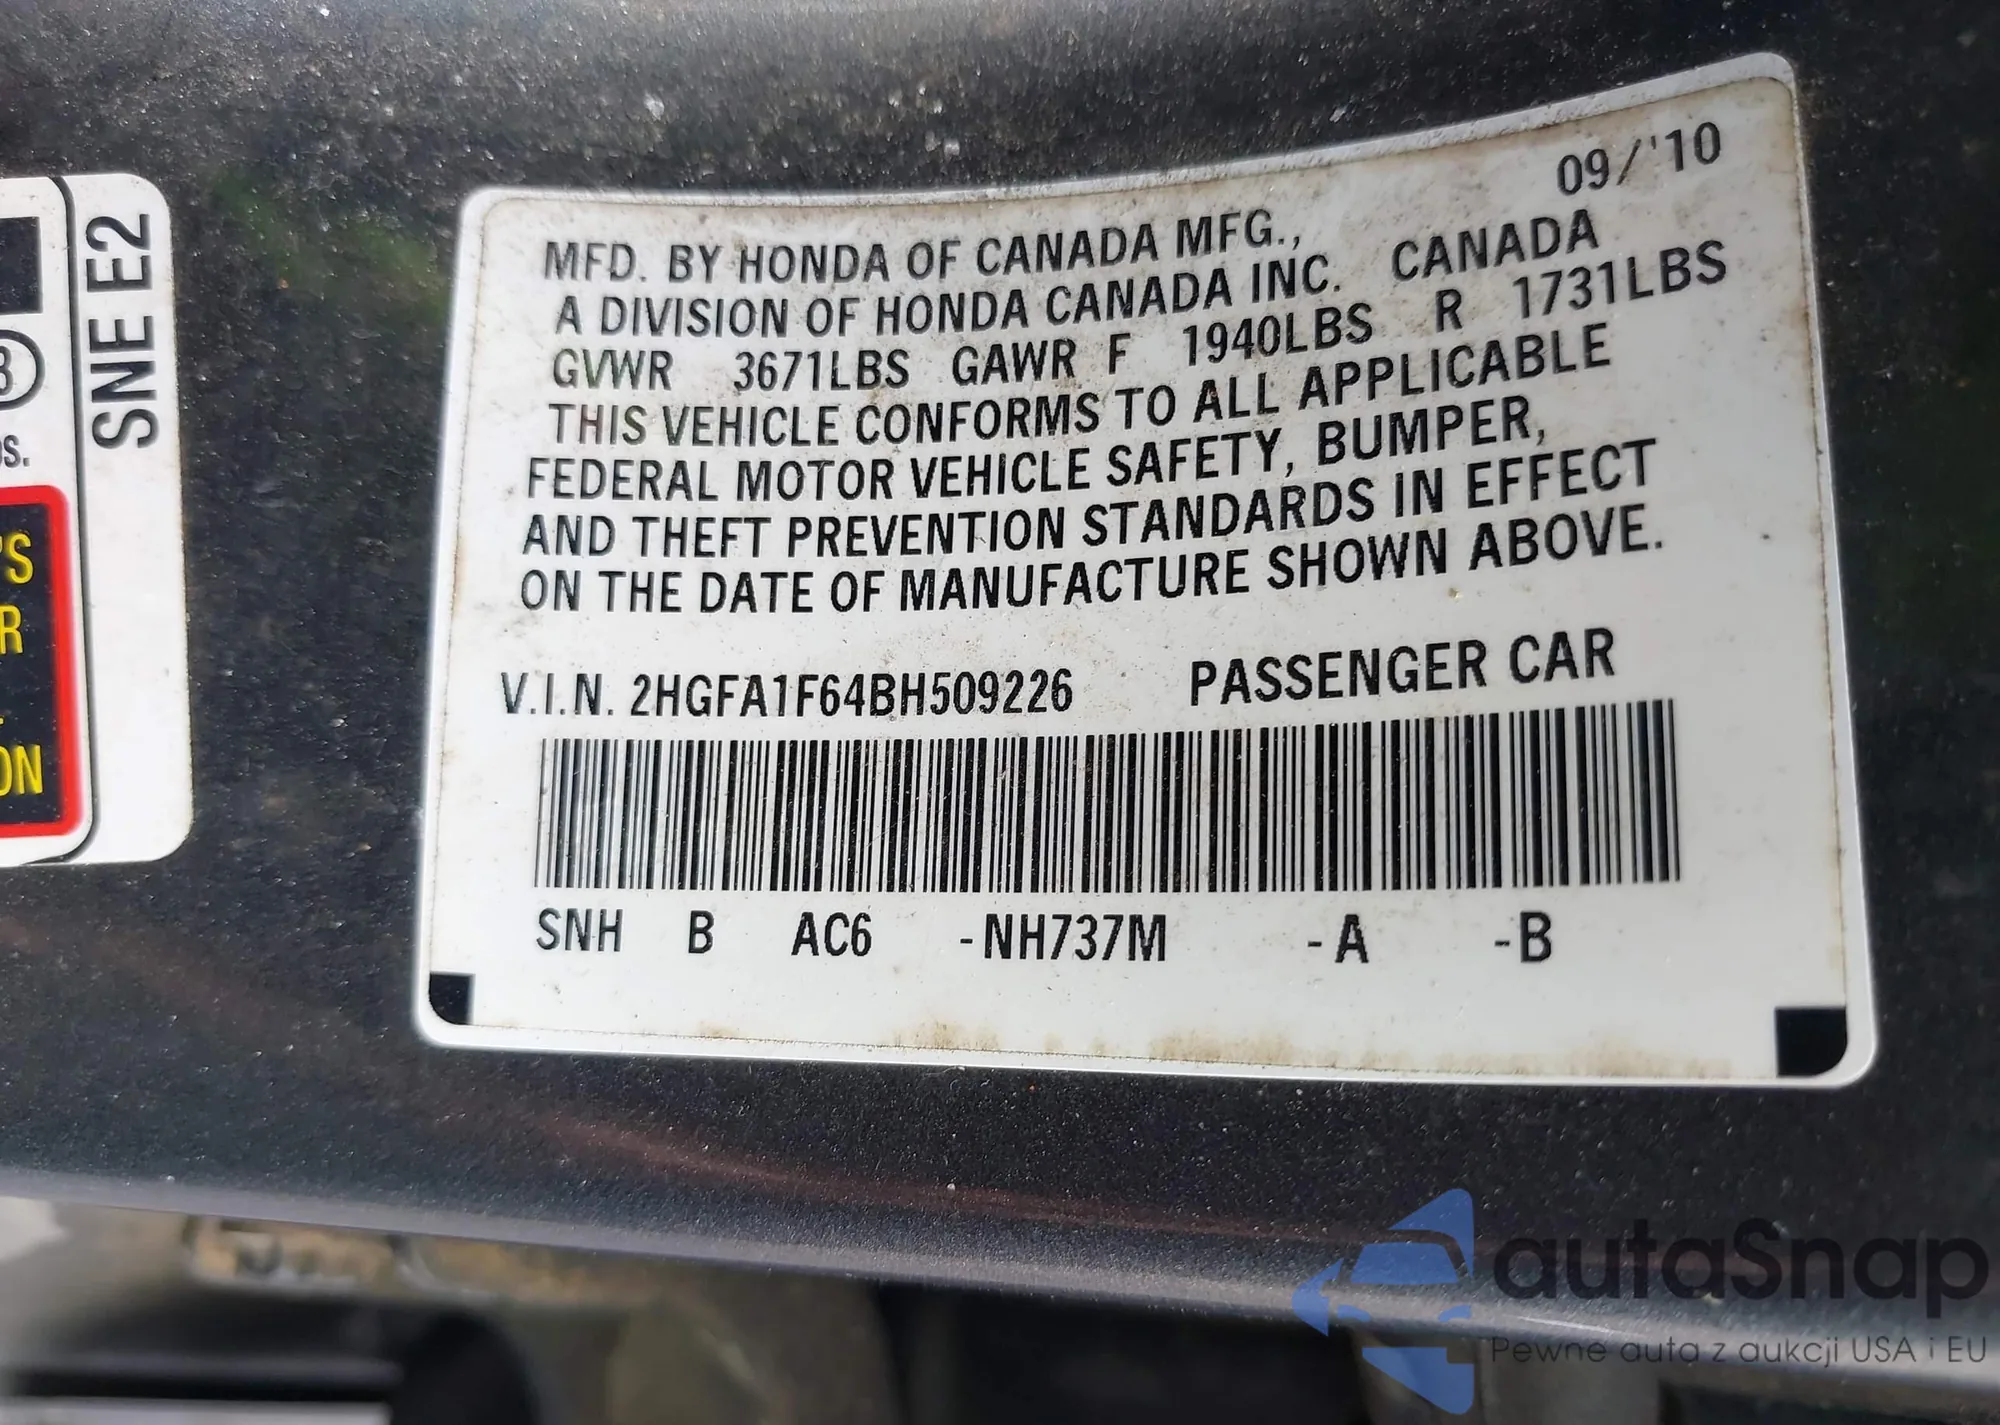 SNE E2
'S
R
ON
09/'10
MFD. BY HONDA OF CANADA MFG.,
A DIVISION OF HONDA CANADA INC. CANADA
GVWR 3671LBS GAWR F 1940LBS R 1731LBS
THIS VEHICLE CONFORMS TO ALL APPLICABLE
FEDERAL MOTOR VEHICLE SAFETY, BUMPER,
AND THEFT PREVENTION STANDARDS IN EFFECT
ON THE DATE OF MANUFACTURE SHOWN ABOVE.
V.I.N. 2HGFA1F64BH509226 PASSENGER CAR
SNH B AC6 -NH737M -A -B
autaSnap
Pewne auta z aukcji USA i EU